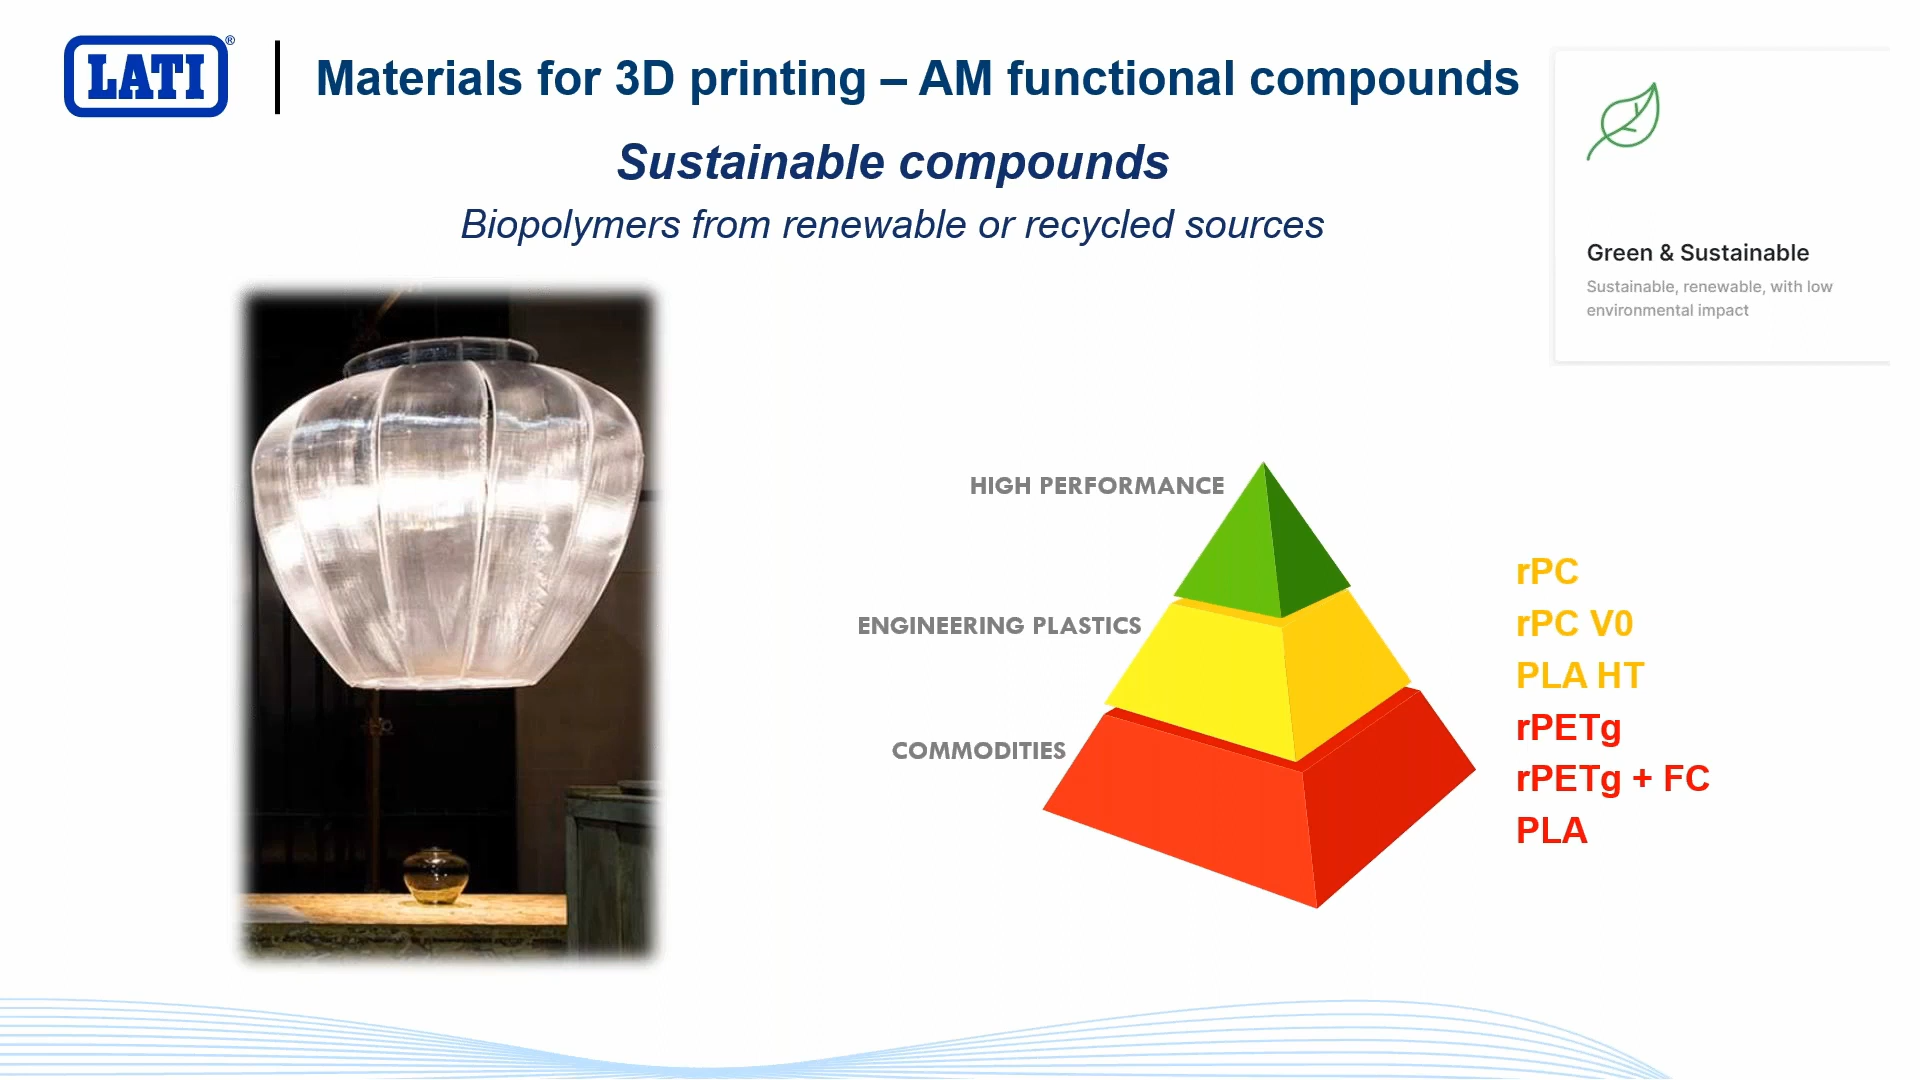 LATI®
Materials for 3D printing – AM functional compounds
Sustainable compounds
Biopolymers from renewable or recycled sources
Green & Sustainable
Sustainable, renewable, with low
environmental impact
HIGH PERFORMANCE
ENGINEERING PLASTICS
COMMODITIES
rPC
rPC V0
PLA HT
rPETg
rPETg + FC
PLA